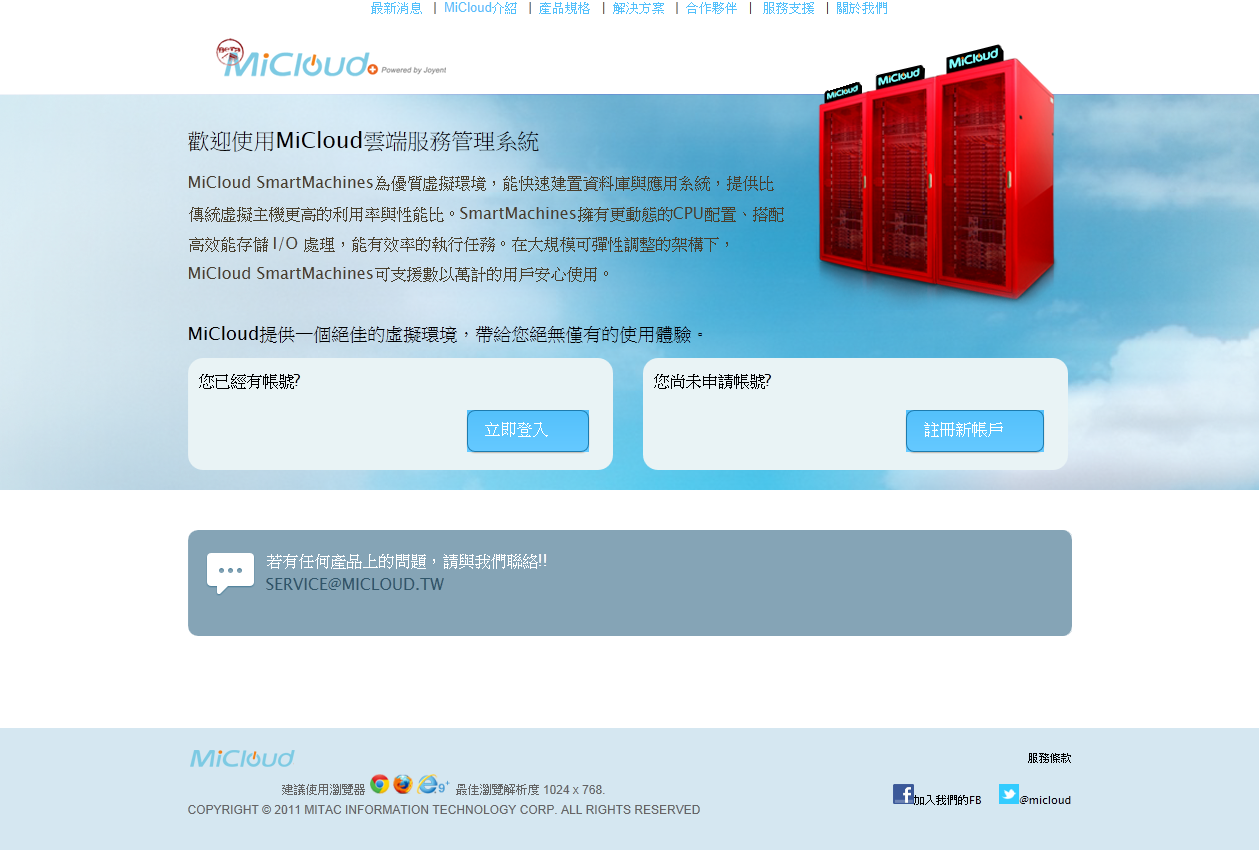 最新消息 | MiCloud介紹 | 產品規格 | 解決方案 | 合作夥伴 | 服務支援 | 關於我們
MiCloud Powered by Joyent
MiCloud MiCloud MiCloud
歡迎使用MiCloud雲端服務管理系統
MiCloud SmartMachines為優質虛擬環境，能快速建置資料庫與應用系統，提供比
傳統虛擬主機更高的利用率與性能比。SmartMachines擁有更動態的CPU配置、搭配
高效能存儲 I/O 處理，能有效率的執行任務。在大規模可彈性調整的架構下，
MiCloud SmartMachines可支援數以萬計的用戶安心使用。
MiCloud提供一個絕佳的虛擬環境，帶給您絕無僅有的使用體驗。
您已經有帳號?
立即登入
您尚未申請帳號?
註冊新帳戶
若有任何產品上的問題，請與我們聯絡!!
SERVICE@MICLOUD.TW
MiCloud
服務條款
建議使用瀏覽器 9+ 最佳瀏覽解析度 1024 x 768.
加入我們的FB @micloud
COPYRIGHT © 2011 MITAC INFORMATION TECHNOLOGY CORP. ALL RIGHTS RESERVED